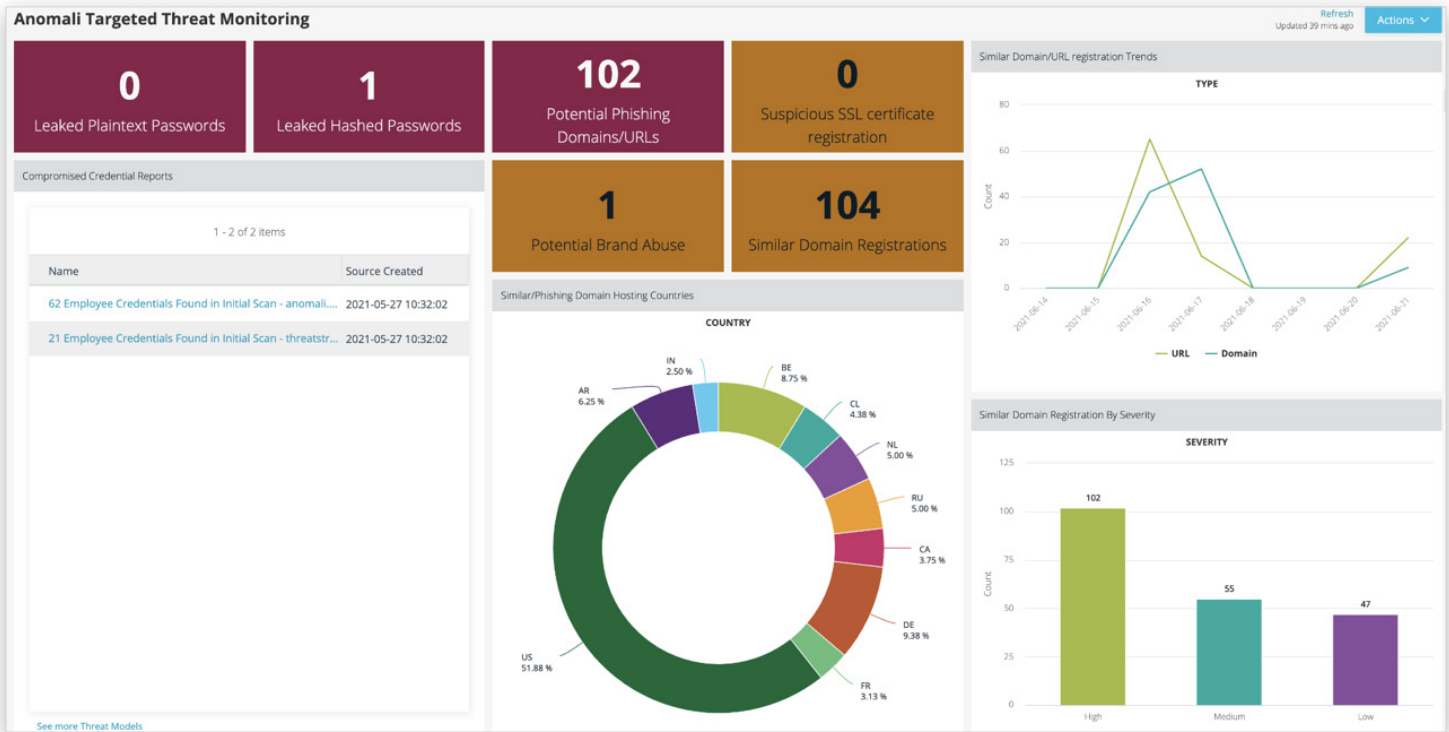 Anomali Targeted Threat Monitoring
Refresh
Updated 39 mins ago
Actions
0
Leaked Plaintext Passwords
1
Leaked Hashed Passwords
102
Potential Phishing
Domains/URLs
0
Suspicious SSL certificate
registration
1
Potential Brand Abuse
104
Similar Domain Registrations
Compromised Credential Reports
1 - 2 of 2 items
Name Source Created
62 Employee Credentials Found in Initial Scan - anomali.... 2021-05-27 10:32:02
21 Employee Credentials Found in Initial Scan - threatstr... 2021-05-27 10:32:02
See more Threat Models
Similar/Phishing Domain Hosting Countries
COUNTRY
IN
2.50 %
BE
8.75 %
AR
6.25 %
CL
4.38 %
NL
5.00 %
RU
5.00 %
CA
3.75 %
DE
9.38 %
US
51.88 %
FR
3.13 %
Similar Domain/URL registration Trends
TYPE
80
60
40
20
0
Count
2021-06-14
2021-06-15
2021-06-16
2021-06-17
2021-06-18
2021-06-19
2021-06-20
2021-06-21
URL Domain
Similar Domain Registration By Severity
SEVERITY
125
100
75
50
25
0
Count
102
55
47
High Medium Low